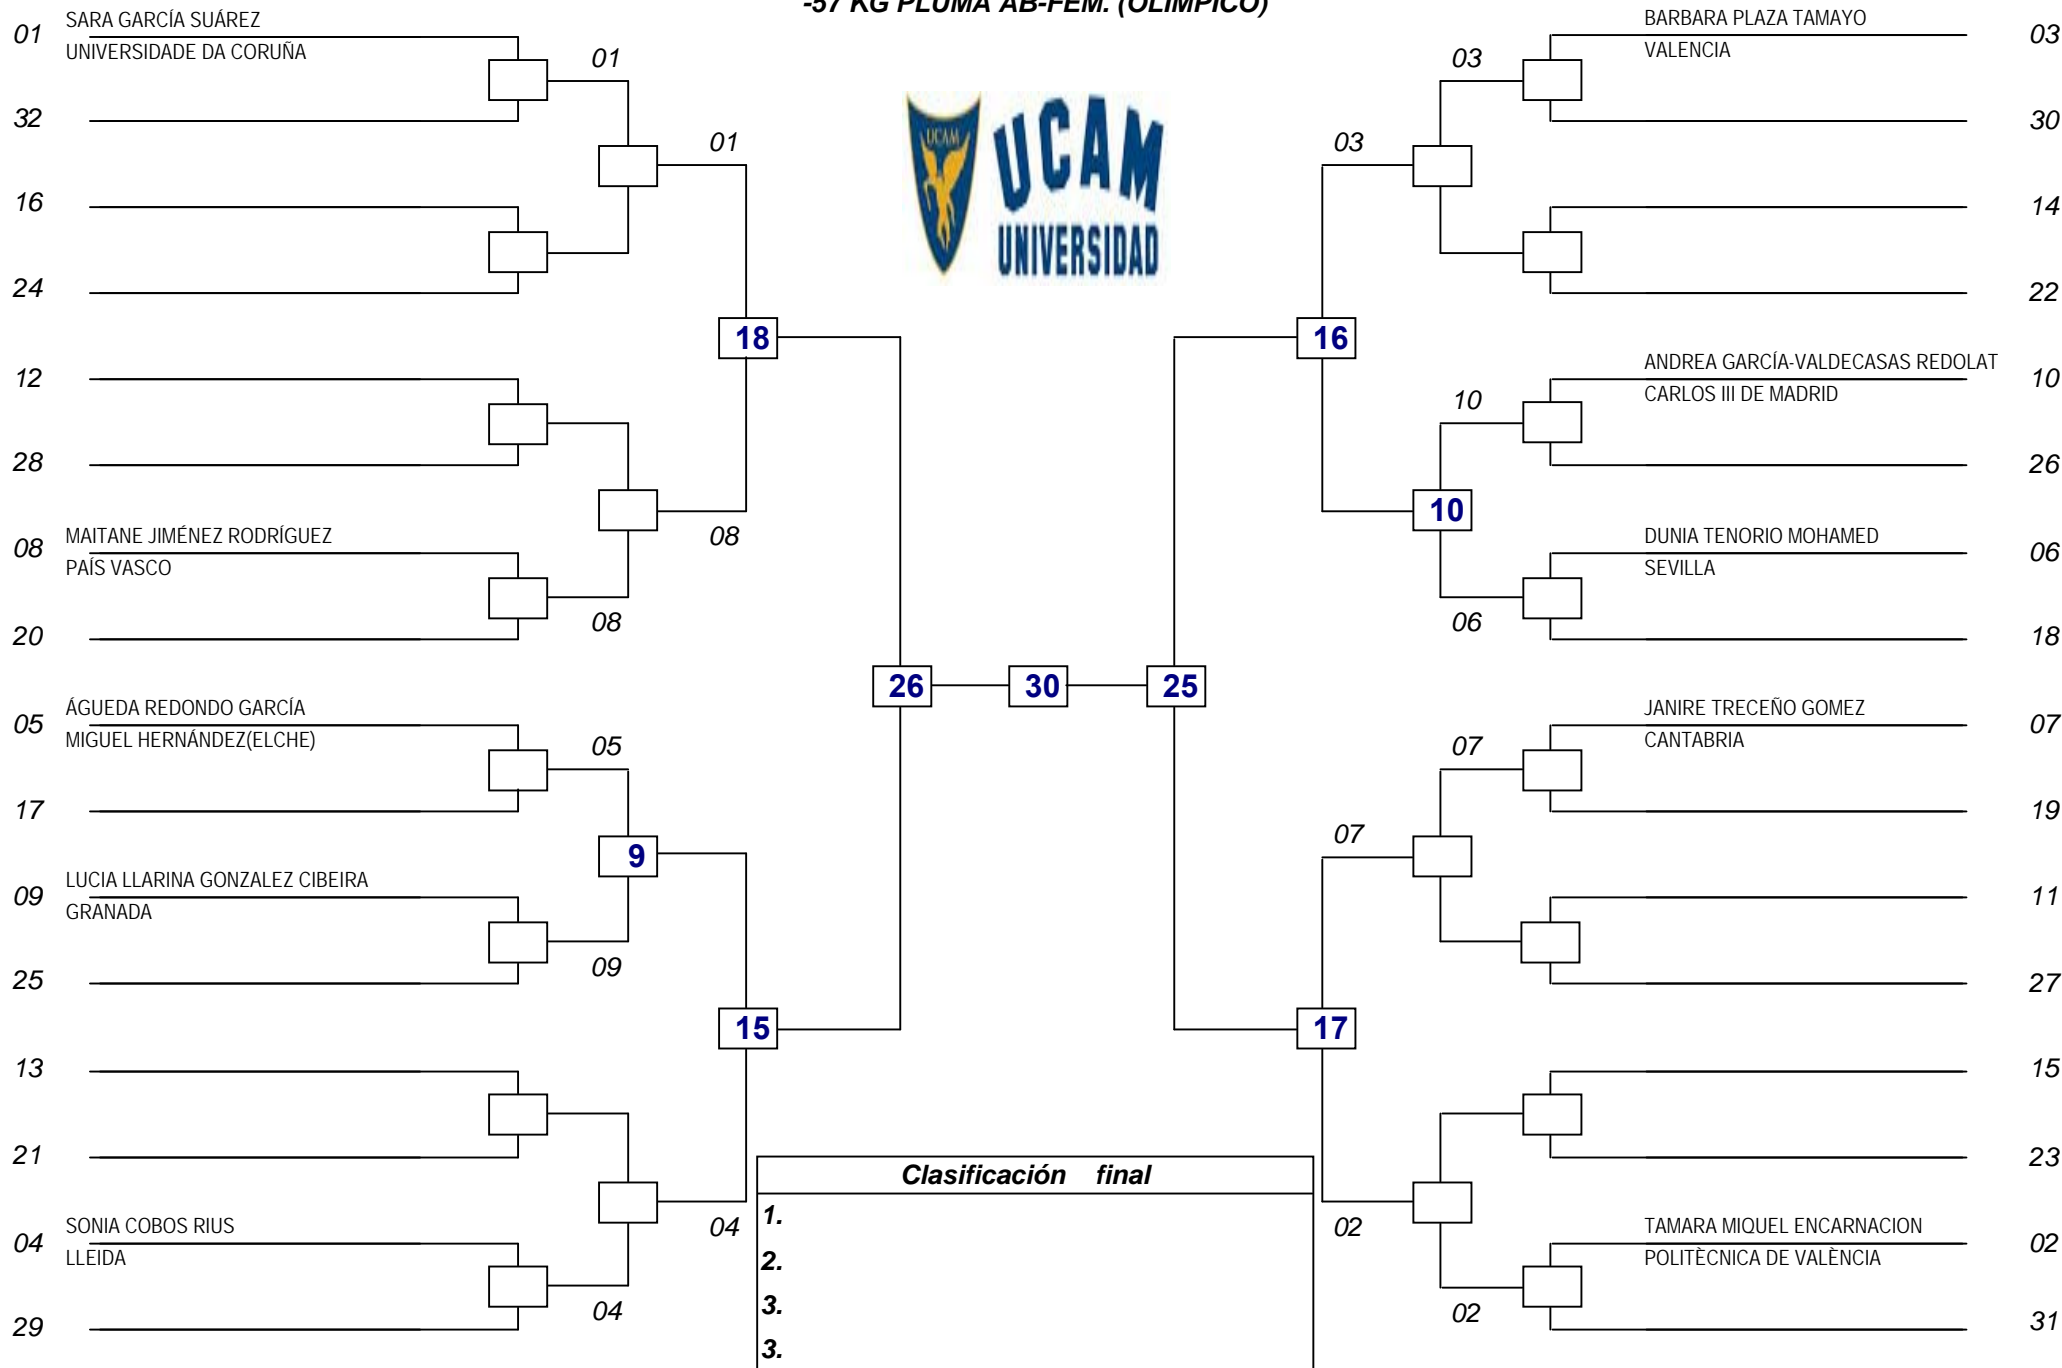 -57 KG PLUMA AB-FEM. (OLIMPICO)
01
SARA GARCÍA SUÁREZ
UNIVERSIDADE DA CORUÑA
01
32
01
16
24
18
12
28
08
08
MAITANE JIMÉNEZ RODRÍGUEZ
PAÍS VASCO
08
20
05
ÁGUEDA REDONDO GARCÍA
MIGUEL HERNÁNDEZ(ELCHE)
05
17
9
09
LUCIA LLARINA GONZALEZ CIBEIRA
GRANADA
09
25
15
13
21
04
04
SONIA COBOS RIUS
LLEIDA
04
29
UCAM
UCAM
UNIVERSIDAD
26
30
25
BARBARA PLAZA TAMAYO
VALENCIA
03
03
30
03
14
22
16
ANDREA GARCÍA-VALDECASAS REDOLAT
CARLOS III DE MADRID
10
10
26
10
DUNIA TENORIO MOHAMED
SEVILLA
06
06
18
JANIRE TRECEÑO GOMEZ
CANTABRIA
07
07
19
07
11
27
17
15
23
02
TAMARA MIQUEL ENCARNACION
POLITÈCNICA DE VALÈNCIA
02
02
31
Clasificación final
1.
2.
3.
3.